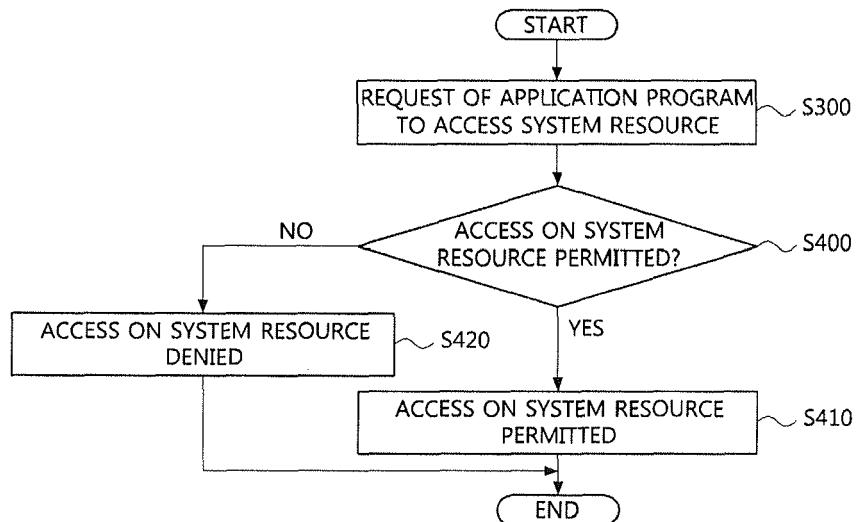 START
REQUEST OF APPLICATION PROGRAM
TO ACCESS SYSTEM RESOURCE
S300
ACCESS ON SYSTEM
RESOURCE PERMITTED?
S400
NO
YES
ACCESS ON SYSTEM RESOURCE
DENIED
S420
ACCESS ON SYSTEM RESOURCE
PERMITTED
S410
END